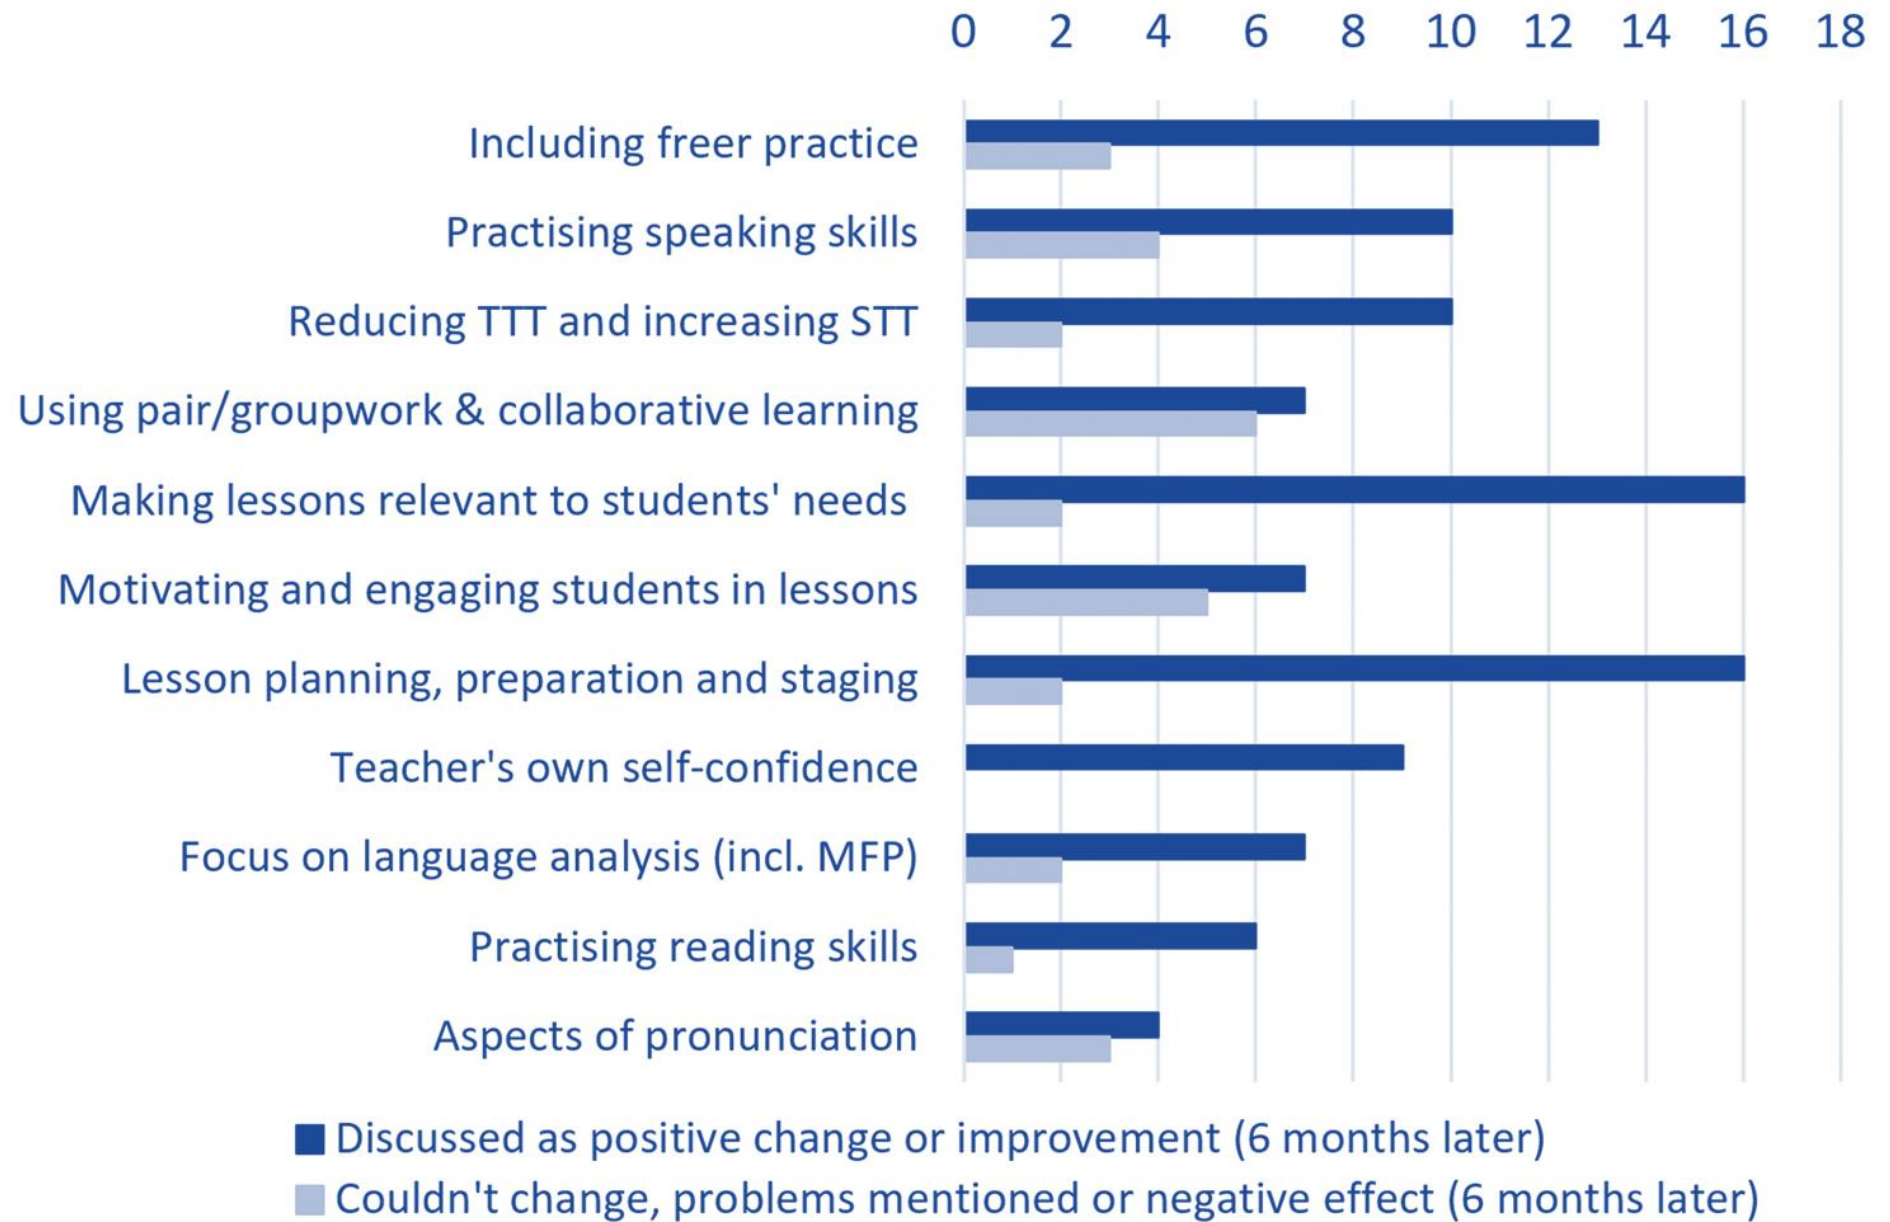 0 2 4 6 8 10 12 14 16 18
Including freer practice
Practising speaking skills
Reducing TTT and increasing STT
Using pair/groupwork & collaborative learning
Making lessons relevant to students' needs
Motivating and engaging students in lessons
Lesson planning, preparation and staging
Teacher's own self-confidence
Focus on language analysis (incl. MFP)
Practising reading skills
Aspects of pronunciation
Discussed as positive change or improvement (6 months later)
Couldn't change, problems mentioned or negative effect (6 months later)